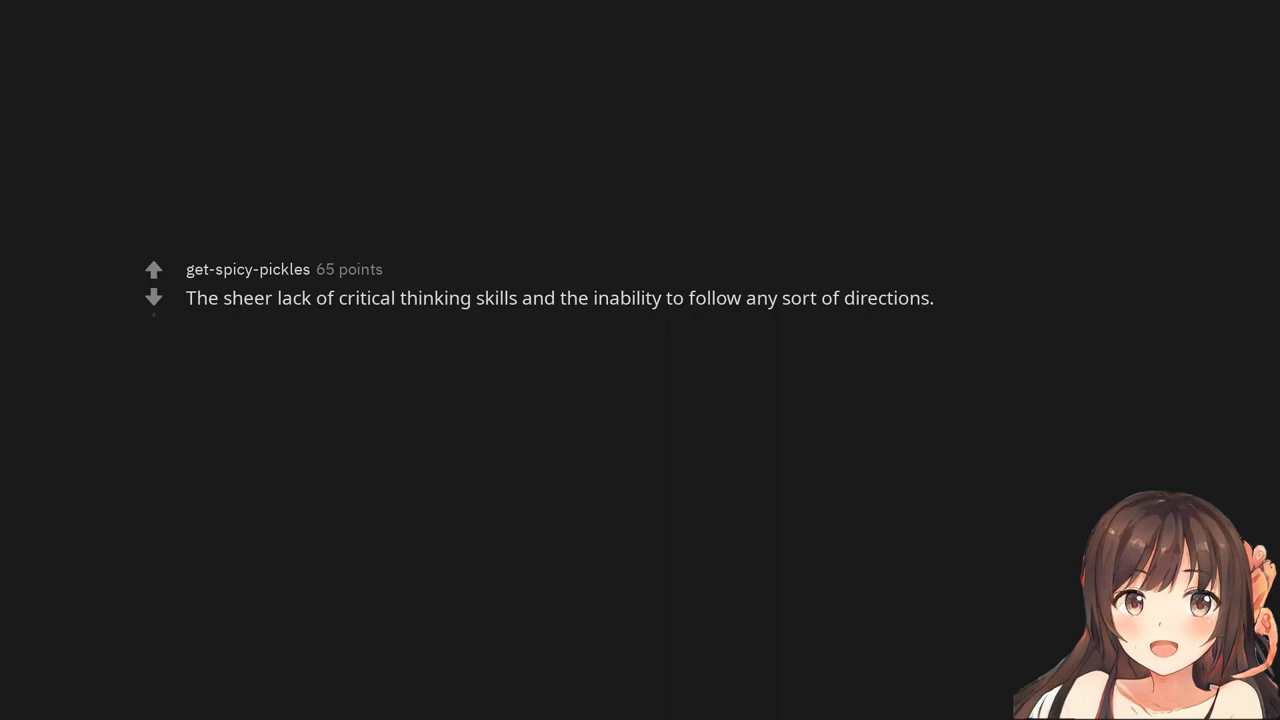 get-spicy-pickles 65 points
The sheer lack of critical thinking skills and the inability to follow any sort of directions.